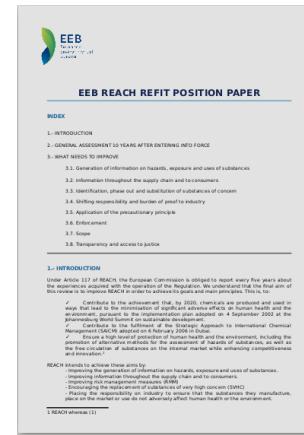 EEB
EEB REACH REFIT POSITION PAPER
INDEX
1.- INTRODUCTION
2.- GENERAL ASSESSMENT 10 YEARS AFTER ENTERING INTO FORCE
3.- WHAT NEEDS TO IMPROVE
3.1. Generation of information on hazards, exposure and uses of substances
3.2. Information throughout the supply chain and to consumers
3.3. Identification, phase out and substitution of substances of concern
3.4. Shifting responsibility and burden of proof to industry
3.5. Application of the precautionary principle
3.6. Enforcement
3.7. Scope
3.8. Transparency and access to justice
1.- INTRODUCTION
Under Article 117 of REACH, the European Commission is obliged to report every five years about
the experiences acquired with the operation of the Regulation. We understand that the final aim of
this review is to improve REACH in order to achieve its goals and main principles. This is, to:
✓ Contribute to the achievement that, by 2020, chemicals are produced and used in
ways that lead to the minimisation of significant adverse effects on human health and the
environment, pursuant to the implementation plan adopted on 4 September 2002 at the
Johannesburg World Summit on sustainable development.
✓ Contribute to the fulfilment of the Strategic Approach to International Chemical
Management (SAICM) adopted on 6 February 2006 in Dubai.
✓ Ensure a high level of protection of human health and the environment, including the
promotion of alternative methods for the assessment of hazards of substances, as well as
the free circulation of substances on the internal market while enhancing competitiveness
and innovation.¹
REACH intends to achieve these aims by:
- Improving the generation of information on hazards, exposure and uses of substances.
- Improving information throughout the supply chain and to consumers.
- Improving risk management measures (RMM)
- Encouraging the replacement of substances of very high concern (SVHC)
- Placing the responsibility on industry to ensure that the substances they manufacture,
place on the market or use do not adversely affect human health or the environment.
1 REACH whereas (1)